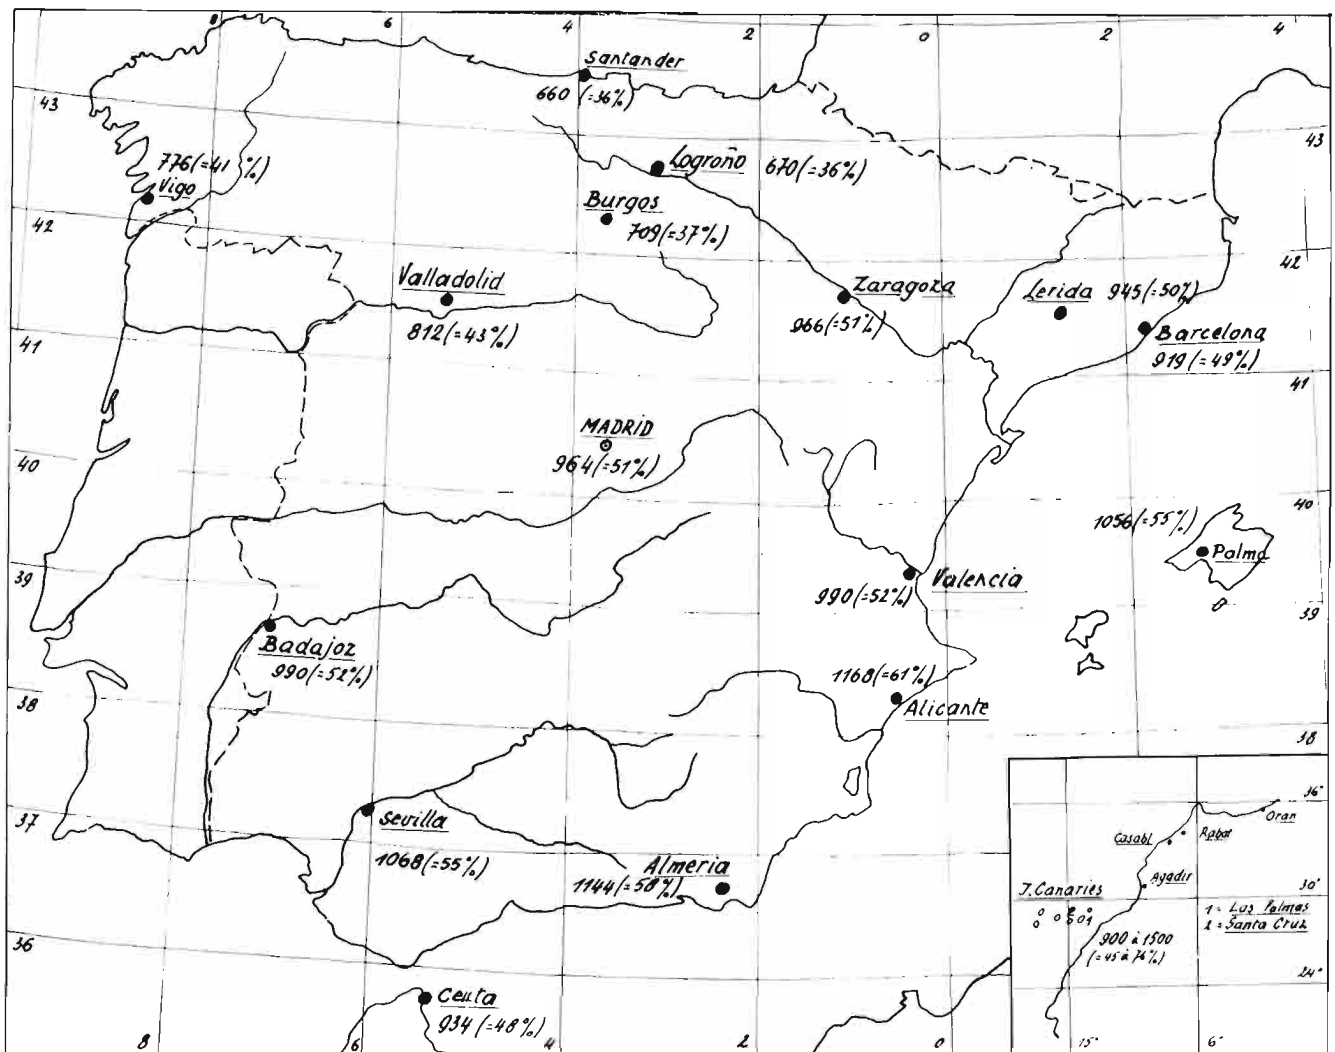 8 6 4 2 0 2 4
Santander
660 (=36%)
43
43
776 (=41%)
Vigo
Logroño 670 (=36%)
Burgos
709 (=37%)
42
42
Valladolid
812 (=43%)
Zaragoza
966 (=51%)
Lerida 945 (=50%)
Barcelona
919 (=49%)
41
41
MADRID
964 (=51%)
40
40
1056 (=55%)
Palma
Valencia
990 (=52%)
39
39
Badajoz
990 (=52%)
1168 (=61%)
Alicante
38
38
37
Sevilla
1068 (=55%)
Almeria
1144 (=58%)
36
Ceuta
934 (=48%)
8 6 4 2 0
36°
Oran
Casabl. Rabat
Agadir
30°
I. Canaries
1 = Las Palmas
2 = Santa Cruz
2
1
900 à 1500
(=45 à 76%)
24°
15° 6°